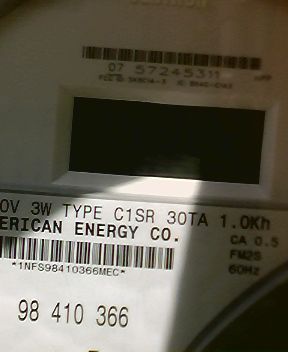 07 57245311
0V 3W TYPE C1SR 30TA 1.0Kh
ERICAN ENERGY CO.
CA 0.5
*1NFS98410366MEC*
FM2S
60Hz
98 410 366